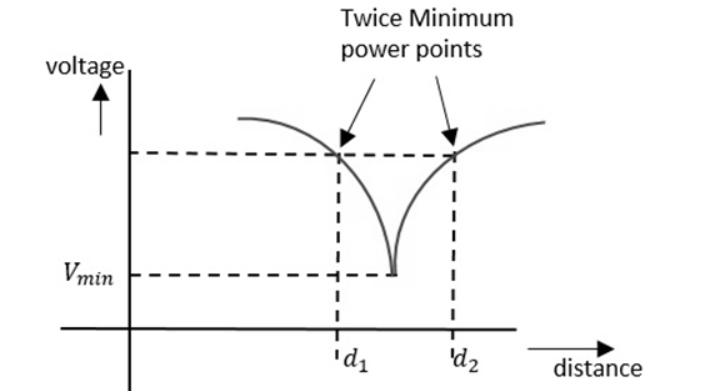 Twice Minimum
power points
voltage
V_min
d_1
d_2
distance